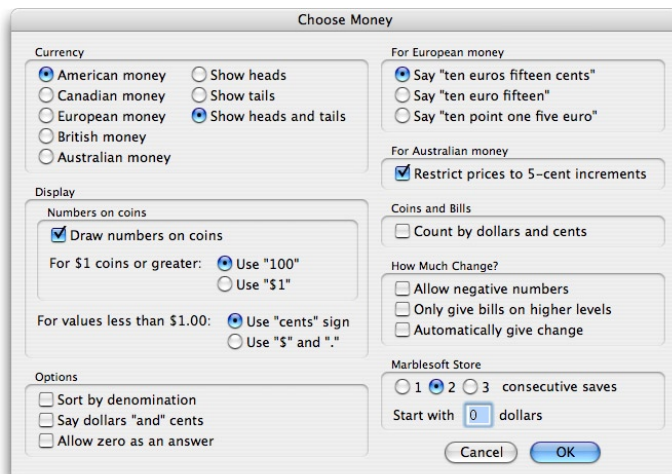 Choose Money
Currency
American money
Show heads
Canadian money
Show tails
European money
Show heads and tails
British money
Australian money
Display
Numbers on coins
Draw numbers on coins
For $1 coins or greater:
Use "100"
Use "$1"
For values less than $1.00:
Use "cents" sign
Use "$" and "."
Options
Sort by denomination
Say dollars "and" cents
Allow zero as an answer
For European money
Say "ten euros fifteen cents"
Say "ten euro fifteen"
Say "ten point one five euro"
For Australian money
Restrict prices to 5-cent increments
Coins and Bills
Count by dollars and cents
How Much Change?
Allow negative numbers
Only give bills on higher levels
Automatically give change
Marblesoft Store
1 2 3 consecutive saves
Start with 0 dollars
Cancel OK